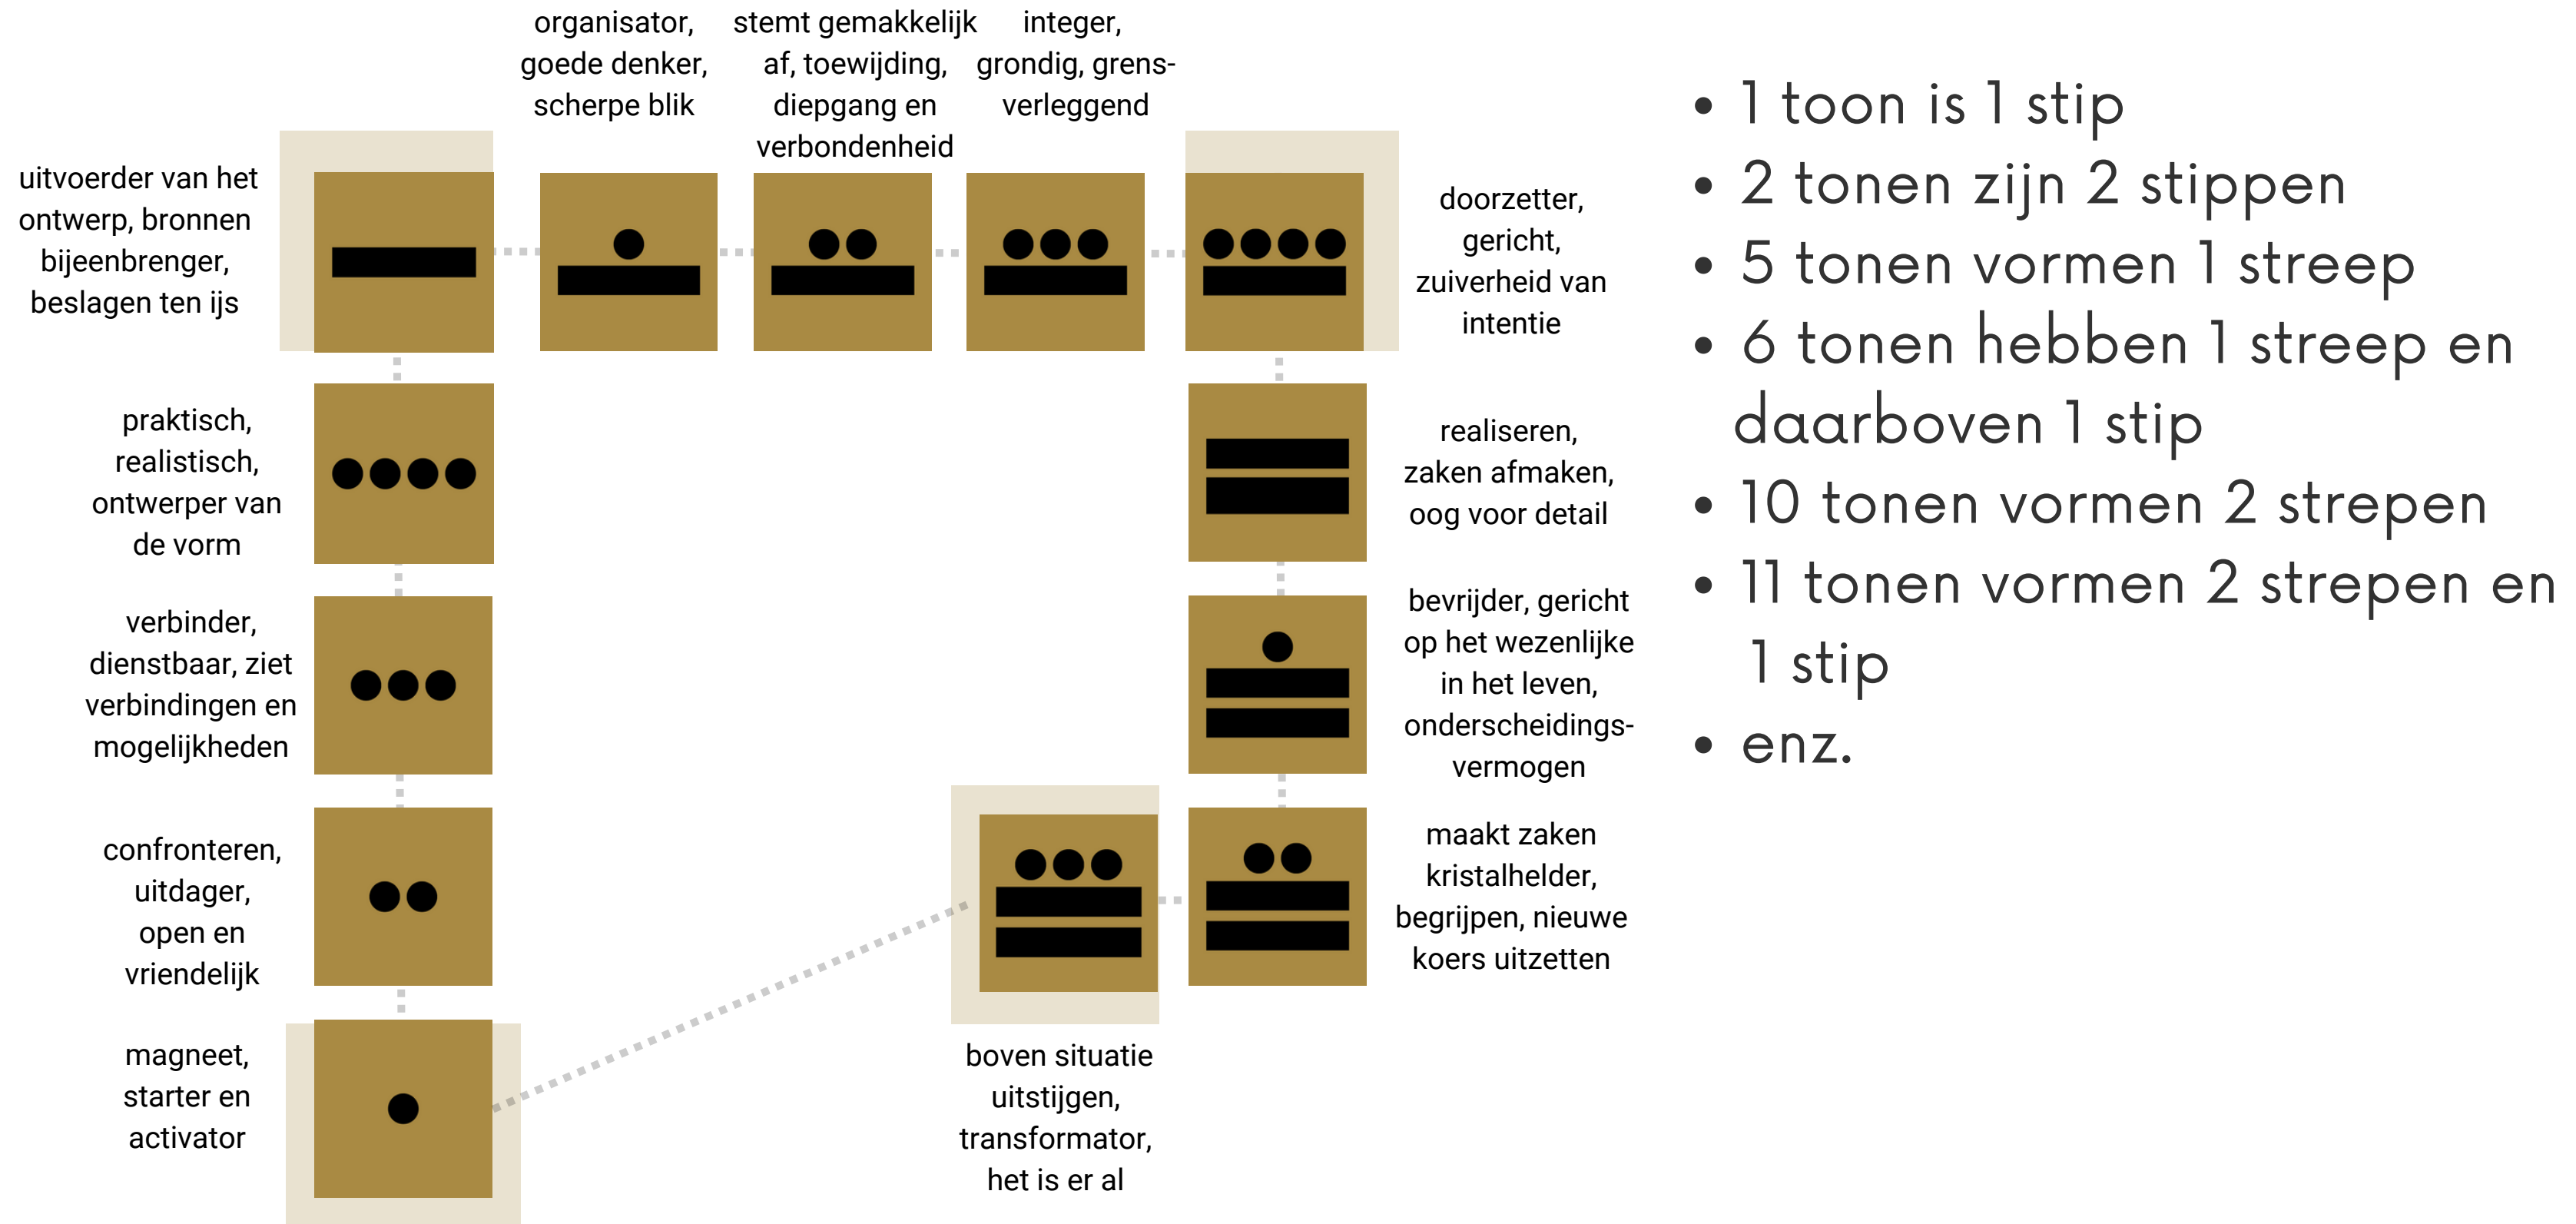 organisator,
goede denker,
scherpe blik
stemt gemakkelijk
af, toewijding,
diepgang en
verbondenheid
integer,
grondig, grens-
verleggend
uitvoerder van het
ontwerp, bronnen
bijeenbrenger,
beslagen ten ijs
doorzetter,
gericht,
zuiverheid van
intentie
praktisch,
realistisch,
ontwerper van
de vorm
realiseren,
zaken afmaken,
oog voor detail
verbinder,
dienstbaar, ziet
verbindingen en
mogelijkheden
bevrijder, gericht
op het wezenlijke
in het leven,
onderscheidings-
vermogen
confronteren,
uitdager,
open en
vriendelijk
maakt zaken
kristalhelder,
begrijpen, nieuwe
koers uitzetten
magneet,
starter en
activator
boven situatie
uitstijgen,
transformator,
het is er al
• 1 toon is 1 stip
• 2 tonen zijn 2 stippen
• 5 tonen vormen 1 streep
• 6 tonen hebben 1 streep en
daarboven 1 stip
• 10 tonen vormen 2 strepen
• 11 tonen vormen 2 strepen en
1 stip
• enz.